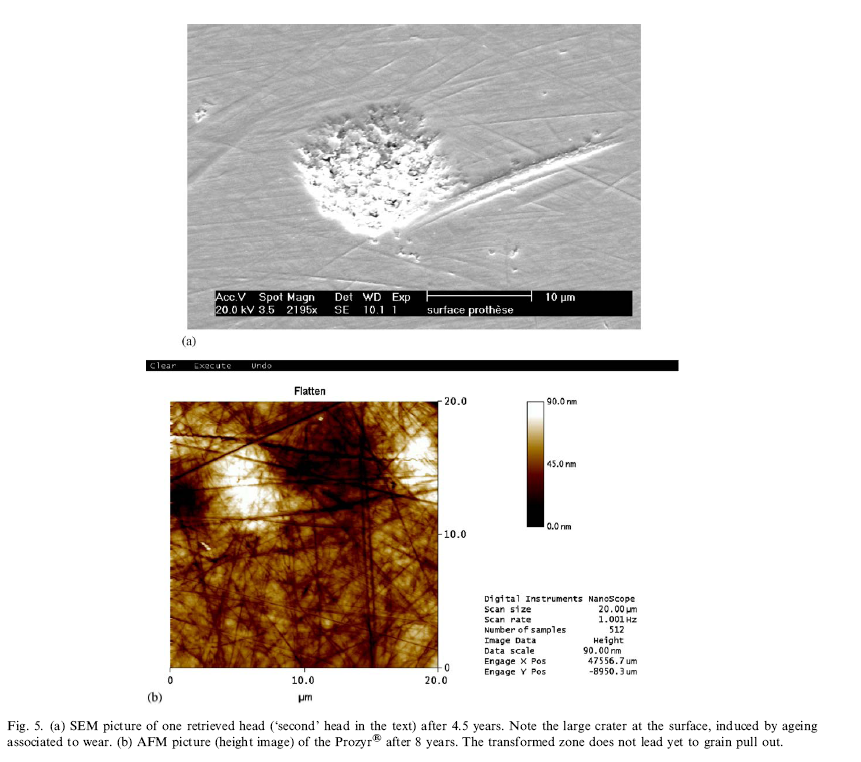 Acc.V Spot Magn Det WD Exp 10 µm
20.0 kV 3.5 2195x SE 10.1 1 surface prothèse
(a)
Clear Execute Undo
Flatten
20.0
10.0
0
0 10.0 20.0
µm
90.0 nm
45.0 nm
0.0 nm
Digital Instruments NanoScope
Scan size 20.00 µm
Scan rate 1.001 Hz
Number of samples 512
Image Data Height
Data scale 90.00 nm
Engage X Pos 47556.7 um
Engage Y Pos -8950.3 um
(b)
Fig. 5. (a) SEM picture of one retrieved head (‘second’ head in the text) after 4.5 years. Note the large crater at the surface, induced by ageing
associated to wear. (b) AFM picture (height image) of the Prozyr® after 8 years. The transformed zone does not lead yet to grain pull out.